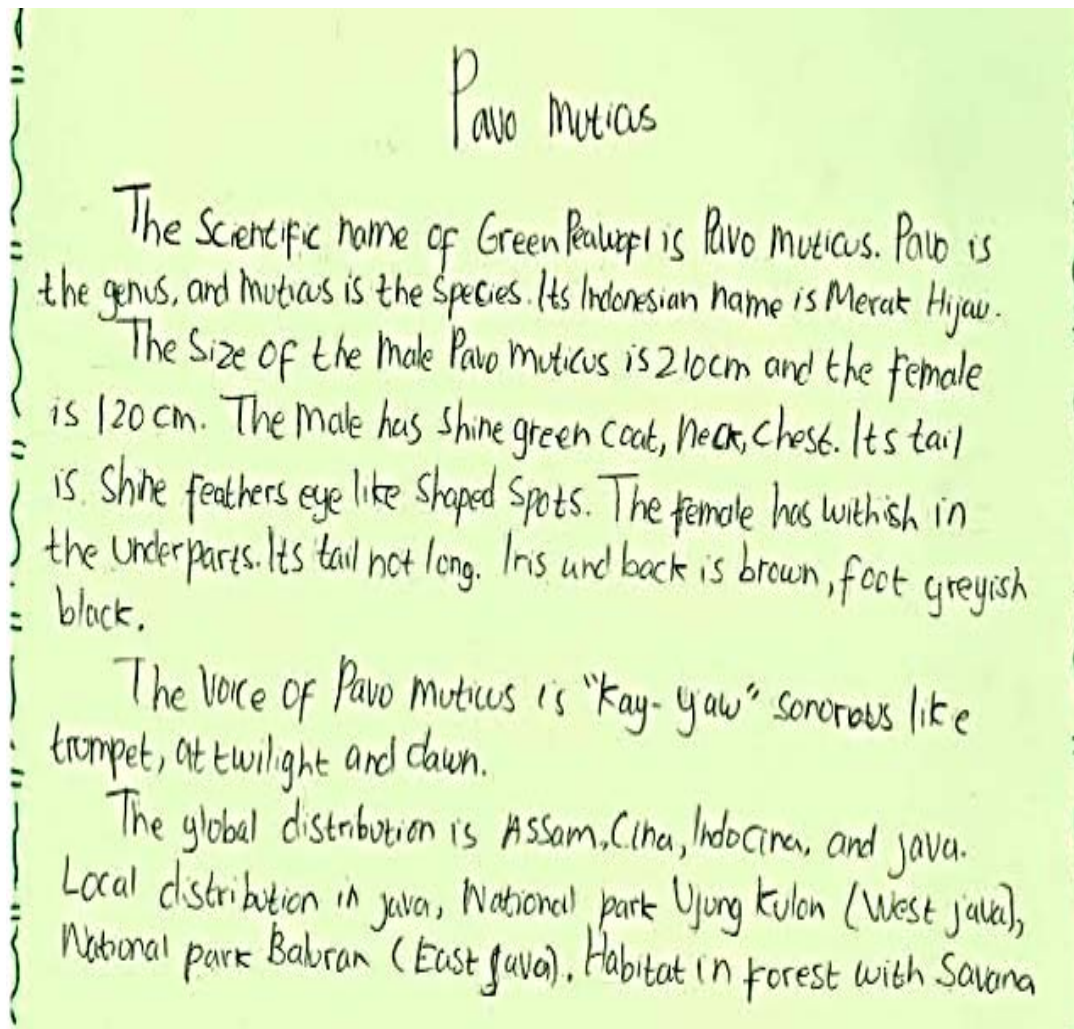 Pavo muticus
The Scientific name of Green Peawopl is Pavo muticus. Pavo is
the genus, and muticus is the species. Its Indonesian name is Merak Hijau.
The Size of the male Pavo muticus is 210cm and the female
is 120 cm. The male has shine green coat, neck, chest. Its tail
is shine feathers eye like shaped spots. The female has withish in
the underparts. Its tail not long. Iris and back is brown, foot greyish
black.
The voice of Pavo muticus is "kay-yaw" sonorous like
trompet, at twilight and dawn.
The global distribution is Assam, Cina, Indocina, and java.
Local distribution in java, National park Ujung Kulon (West java),
National park Baluran (East Java). Habitat in forest with Savana